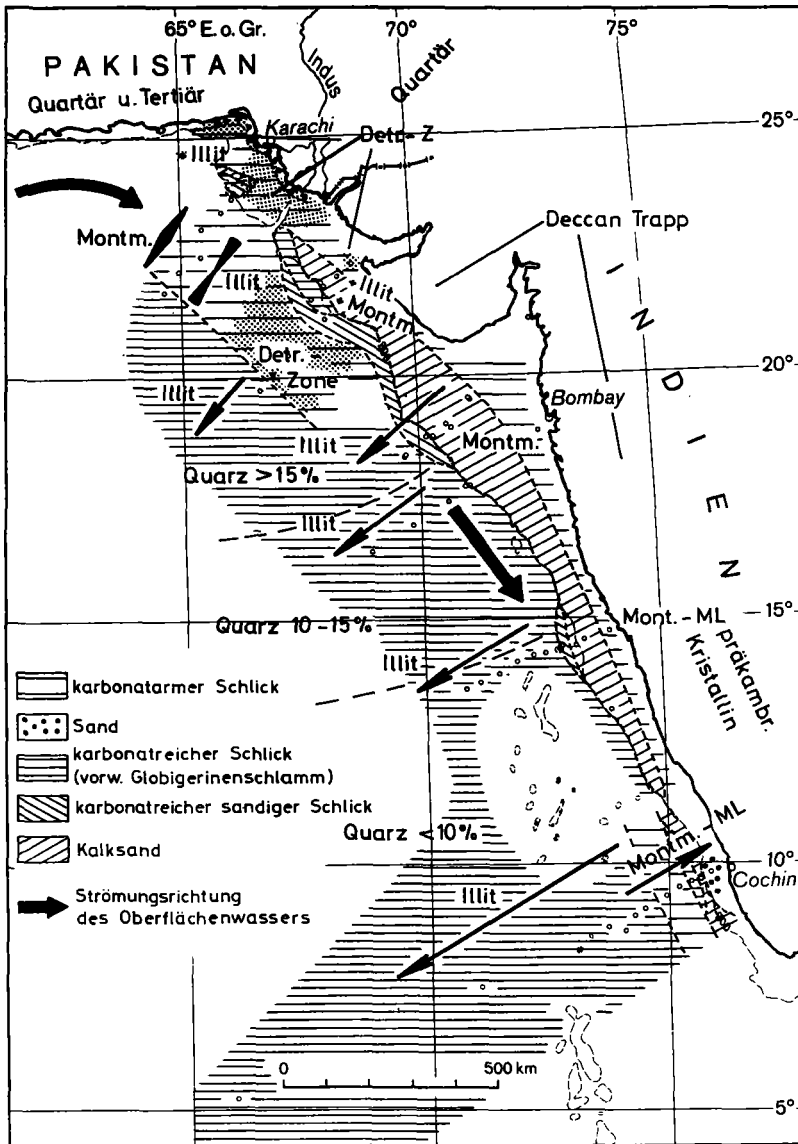 65° E.o.Gr.
70°
75°
PAKISTAN
Quartär u. Tertiär
Indus
Quartär
25°
Karachi
Detr.-Z
Illit
Montm.
Deccan Trapp
Illit
Illit
Montm.
INDIEN
Detr.
Zone
20°
Illit
Bombay
Illit
Montm.
Quarz >15%
Illit
Quarz 10-15%
Mont.-ML
15°
Illit
präkambr.
Kristallin
karbonatarmer Schlick
Sand
karbonatreicher Schlick
(vorw. Globigerinenschlamm)
karbonatreicher sandiger Schlick
Kalksand
Quarz <10%
Montm.-ML
10°
Cochin
Illit
Strömungsrichtung
des Oberflächenwassers
0
500 km
5°